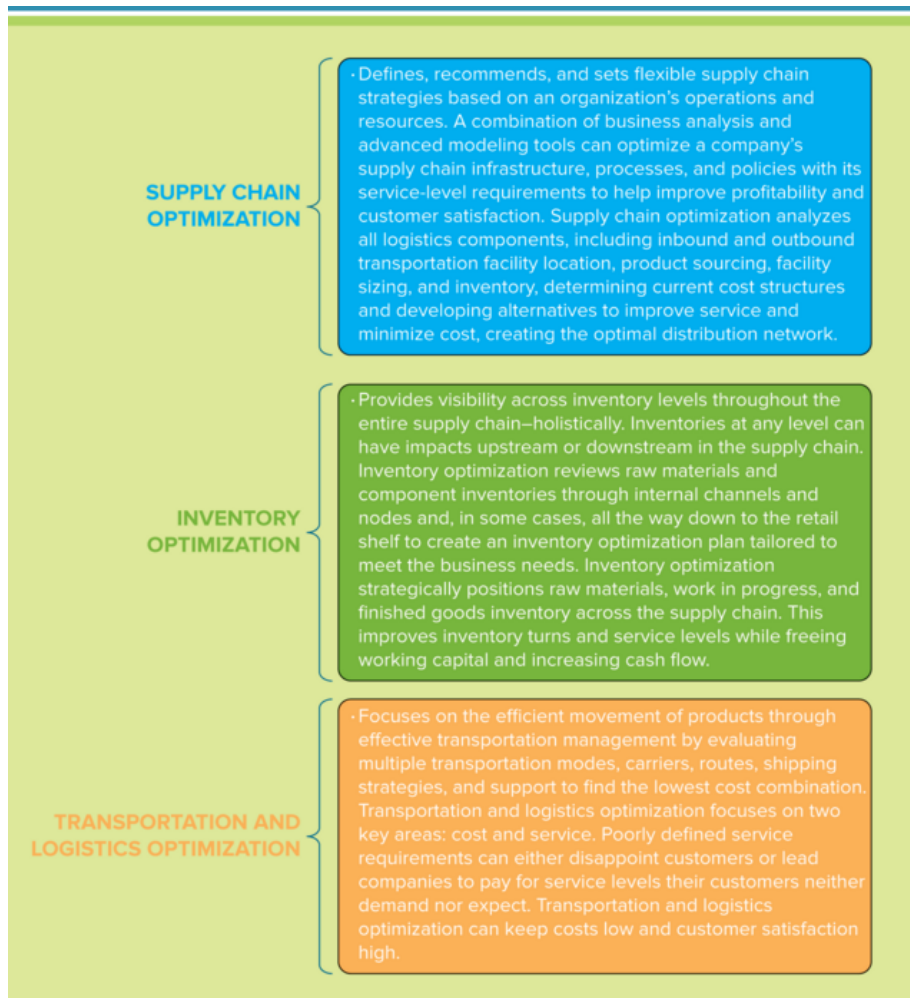 SUPPLY CHAIN
OPTIMIZATION
· Defines, recommends, and sets flexible supply chain
strategies based on an organization's operations and
resources. A combination of business analysis and
advanced modeling tools can optimize a company's
supply chain infrastructure, processes, and policies with its
service-level requirements to help improve profitability and
customer satisfaction. Supply chain optimization analyzes
all logistics components, including inbound and outbound
transportation facility location, product sourcing, facility
sizing, and inventory, determining current cost structures
and developing alternatives to improve service and
minimize cost, creating the optimal distribution network.
INVENTORY
OPTIMIZATION
· Provides visibility across inventory levels throughout the
entire supply chain–holistically. Inventories at any level can
have impacts upstream or downstream in the supply chain.
Inventory optimization reviews raw materials and
component inventories through internal channels and
nodes and, in some cases, all the way down to the retail
shelf to create an inventory optimization plan tailored to
meet the business needs. Inventory optimization
strategically positions raw materials, work in progress, and
finished goods inventory across the supply chain. This
improves inventory turns and service levels while freeing
working capital and increasing cash flow.
TRANSPORTATION AND
LOGISTICS OPTIMIZATION
· Focuses on the efficient movement of products through
effective transportation management by evaluating
multiple transportation modes, carriers, routes, shipping
strategies, and support to find the lowest cost combination.
Transportation and logistics optimization focuses on two
key areas: cost and service. Poorly defined service
requirements can either disappoint customers or lead
companies to pay for service levels their customers neither
demand nor expect. Transportation and logistics
optimization can keep costs low and customer satisfaction
high.